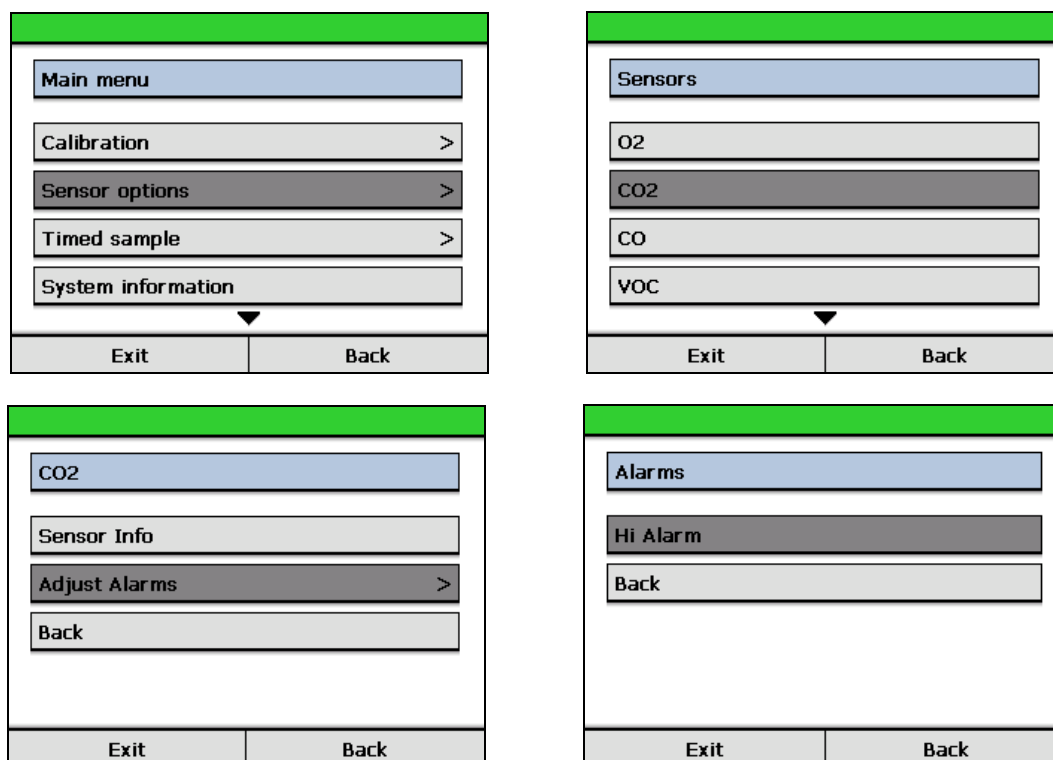 Main menu
Calibration >
Sensor options >
Timed sample >
System information
Exit Back
Sensors
O2
CO2
CO
VOC
Exit Back
CO2
Sensor Info
Adjust Alarms >
Back
Exit Back
Alarms
Hi Alarm
Back
Exit Back